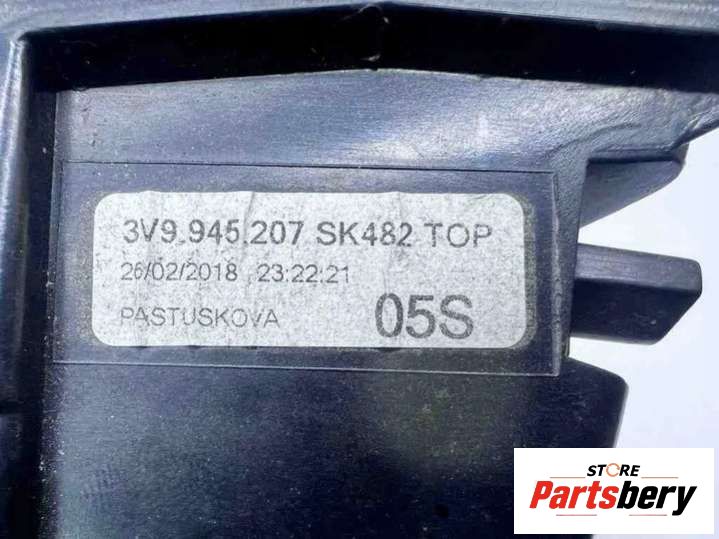 3V9.945.207 SK482 TOP
26/02/2018 23:22:21
PASTUSKOVA 05S
STORE
Partsbery